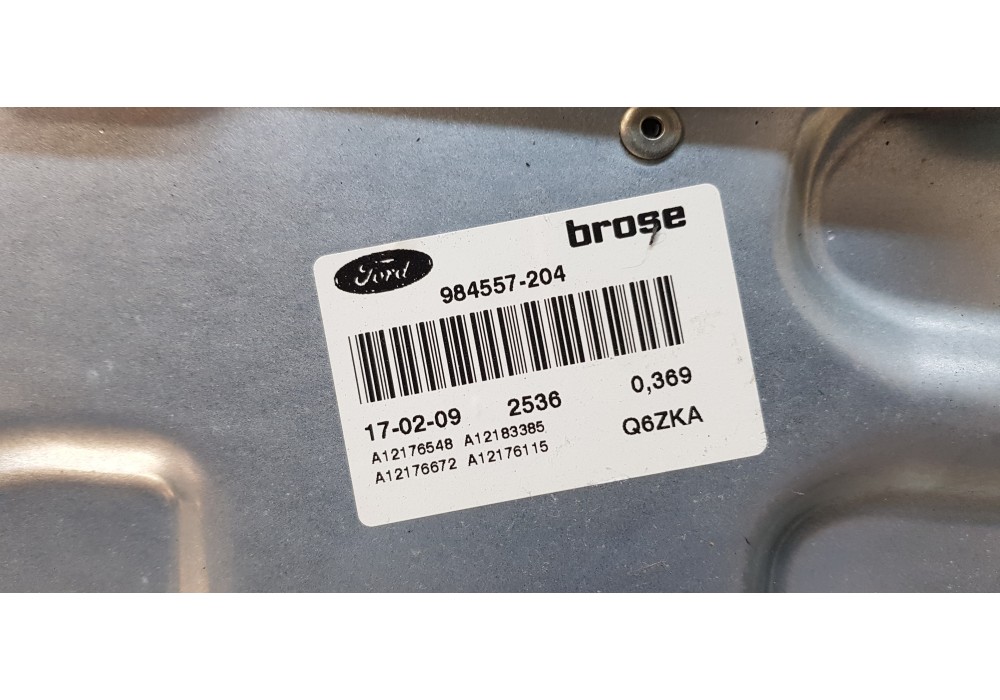 brose
Ford
984557-204
17-02-09 2536 0,369
A12176548 A12183385
Q6ZKA
A12176672 A12176115